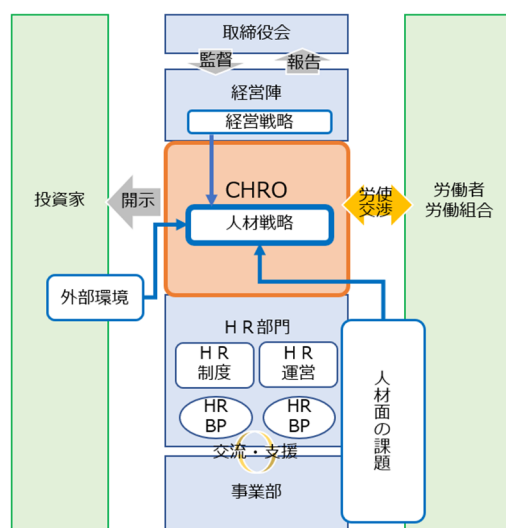 取締役会
監督
報告
経営陣
経営戦略
CHRO
人材戦略
投資家
開示
労使
交渉
労働者
労働組合
外部環境
ＨＲ部門
ＨＲ
制度
ＨＲ
運営
HR
BP
HR
BP
交流・支援
事業部
人材面の課題